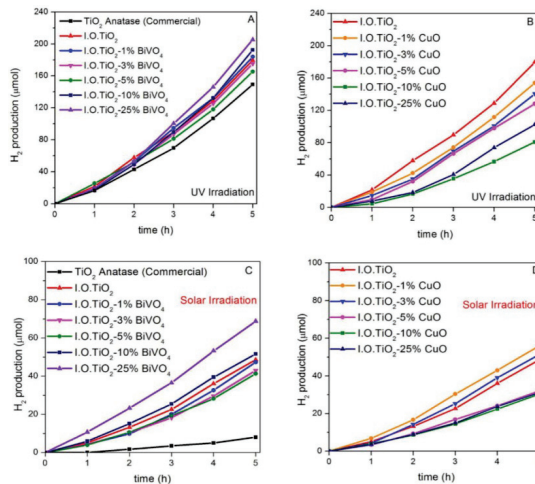 A
TiO2 Anatase (Commercial)
I.O.TiO2
I.O.TiO2-1% BiVO4
I.O.TiO2-3% BiVO4
I.O.TiO2-5% BiVO4
I.O.TiO2-10% BiVO4
I.O.TiO2-25% BiVO4
UV Irradiation
H2 production (μmol)
240
200
160
120
80
40
0
0 1 2 3 4 5
time (h)
B
I.O.TiO2
I.O.TiO2-1% CuO
I.O.TiO2-3% CuO
I.O.TiO2-5% CuO
I.O.TiO2-10% CuO
I.O.TiO2-25% CuO
UV Irradiation
H2 production (μmol)
240
200
160
120
80
40
0
0 1 2 3 4 5
time (h)
C
TiO2 Anatase (Commercial)
Solar Irradiation
I.O.TiO2
I.O.TiO2-1% BiVO4
I.O.TiO2-3% BiVO4
I.O.TiO2-5% BiVO4
I.O.TiO2-10% BiVO4
I.O.TiO2-25% BiVO4
H2 production (μmol)
100
80
60
40
20
0
0 1 2 3 4 5
time (h)
D
I.O.TiO2
Solar Irradiation
I.O.TiO2-1% CuO
I.O.TiO2-3% CuO
I.O.TiO2-5% CuO
I.O.TiO2-10% CuO
I.O.TiO2-25% CuO
H2 production (μmol)
100
80
60
40
20
0
0 1 2 3 4
time (h)